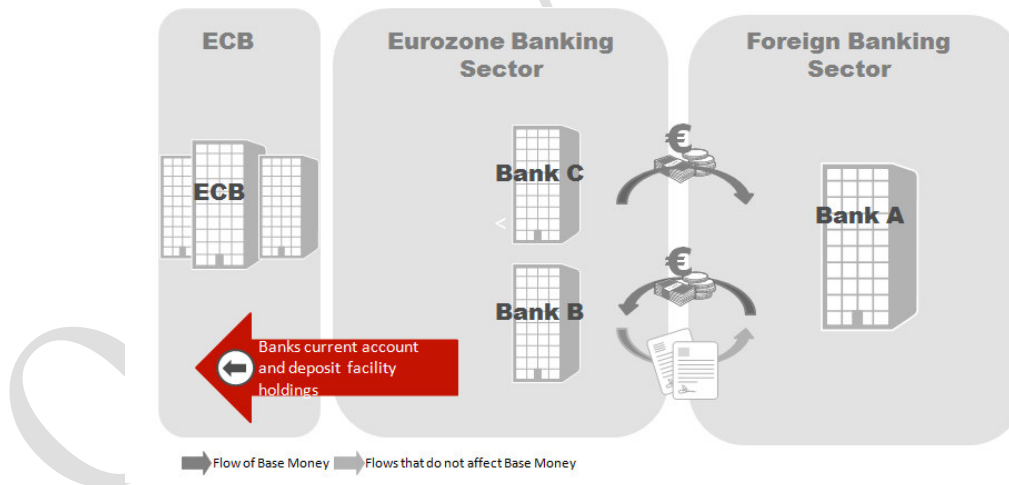 ECB
Eurozone Banking
Sector
Foreign Banking
Sector
€
Bank C
ECB
Bank A
<
€
Bank B
Banks current account
and deposit facility
holdings
Flow of Base Money
Flows that do not affect Base Money